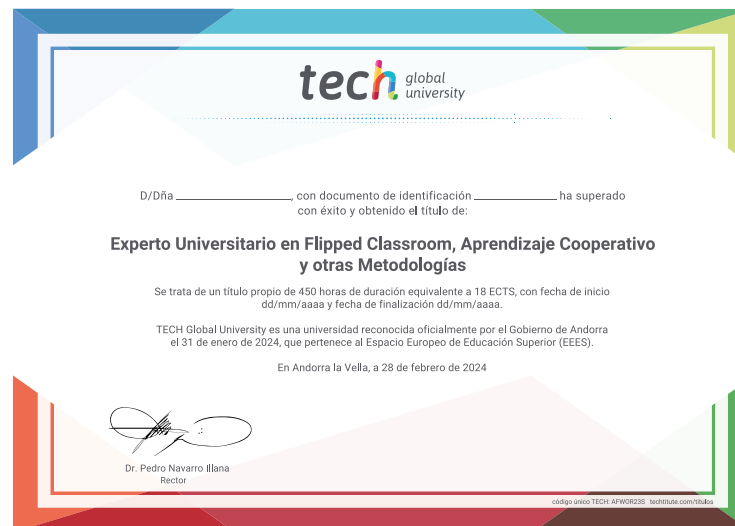 tech global university
D/Dña ______________, con documento de identificación ______________ ha superado
con éxito y obtenido el título de:
Experto Universitario en Flipped Classroom, Aprendizaje Cooperativo
y otras Metodologías
Se trata de un título propio de 450 horas de duración equivalente a 18 ECTS, con fecha de inicio
dd/mm/aaaa y fecha de finalización dd/mm/aaaa.
TECH Global University es una universidad reconocida oficialmente por el Gobierno de Andorra
el 31 de enero de 2024, que pertenece al Espacio Europeo de Educación Superior (EEES).
En Andorra la Vella, a 28 de febrero de 2024
Dr. Pedro Navarro Illana
Rector
código único TECH: AFWOR23S techtitute.com/titulos